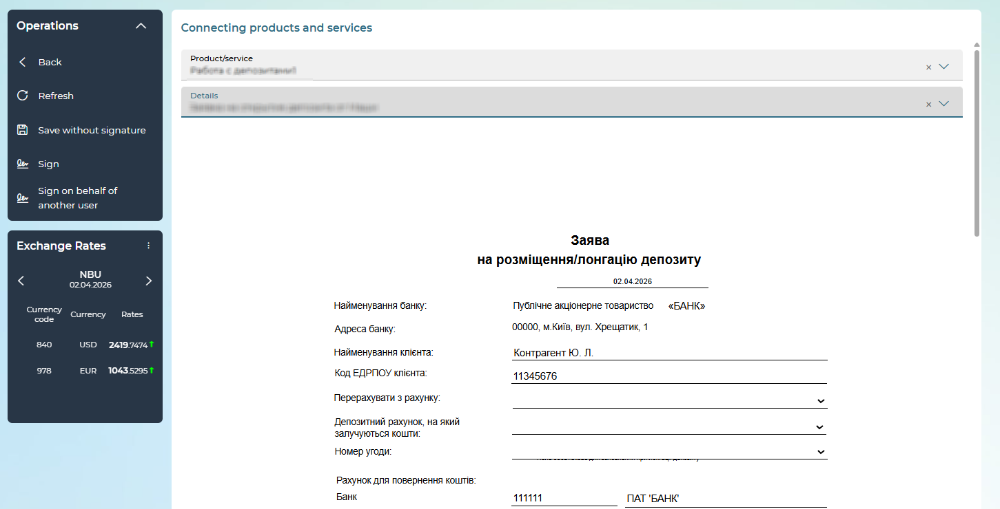 Operations
Back
Refresh
Save without signature
Sign
Sign on behalf of
another user
Exchange Rates
NBU
02.04.2026
Currency code Currency Rates
840 USD 2419.7474
978 EUR 1043.5295
Connecting products and services
Product/service
Работа с депозитами1
Details
Заява
на розміщення/лонгацію депозиту
02.04.2026
Найменування банку: Публічне акціонерне товариство «БАНК»
Адреса банку: 00000, м.Київ, вул. Хрещатик, 1
Найменування клієнта: Контрагент Ю. Л.
Код ЕДРПОУ клієнта: 11345676
Перерахувати з рахунку:
Депозитний рахунок, на який
залучуються кошти:
Номер угоди:
Рахунок для повернення коштів:
Банк 111111 ПАТ 'БАНК'